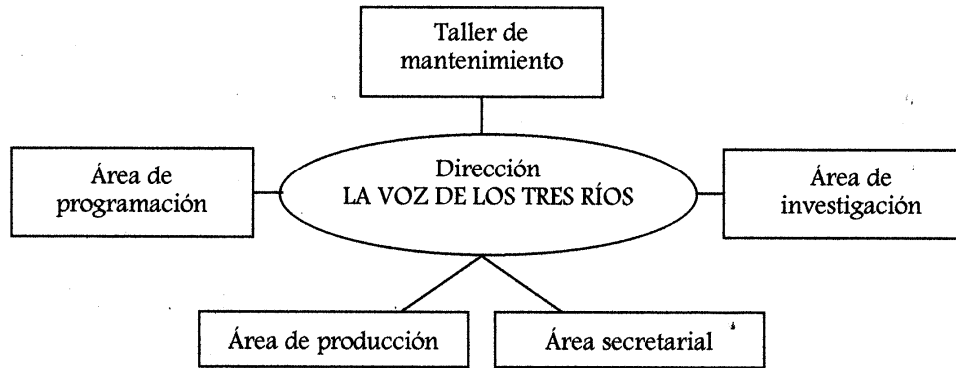 Taller de
mantenimiento
Área de
programación
Dirección
LA VOZ DE LOS TRES RÍOS
Área de
investigación
Área de producción
Área secretarial